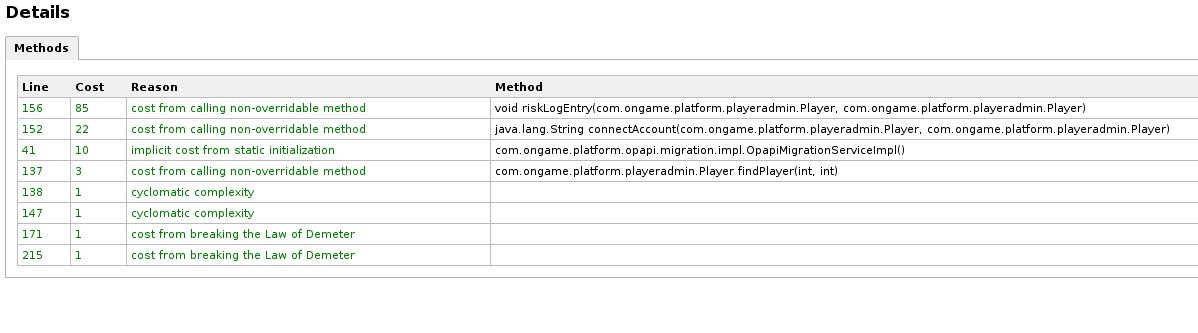 Details
Methods
Line Cost Reason Method
156 85 cost from calling non-overridable method void riskLogEntry(com.ongame.platform.playeradmin.Player, com.ongame.platform.playeradmin.Player)
152 22 cost from calling non-overridable method java.lang.String connectAccount(com.ongame.platform.playeradmin.Player, com.ongame.platform.playeradmin.Player)
41 10 implicit cost from static initialization com.ongame.platform.opapi.migration.impl.OpapiMigrationServiceImpl()
137 3 cost from calling non-overridable method com.ongame.platform.playeradmin.Player findPlayer(int, int)
138 1 cyclomatic complexity
147 1 cyclomatic complexity
171 1 cost from breaking the Law of Demeter
215 1 cost from breaking the Law of Demeter